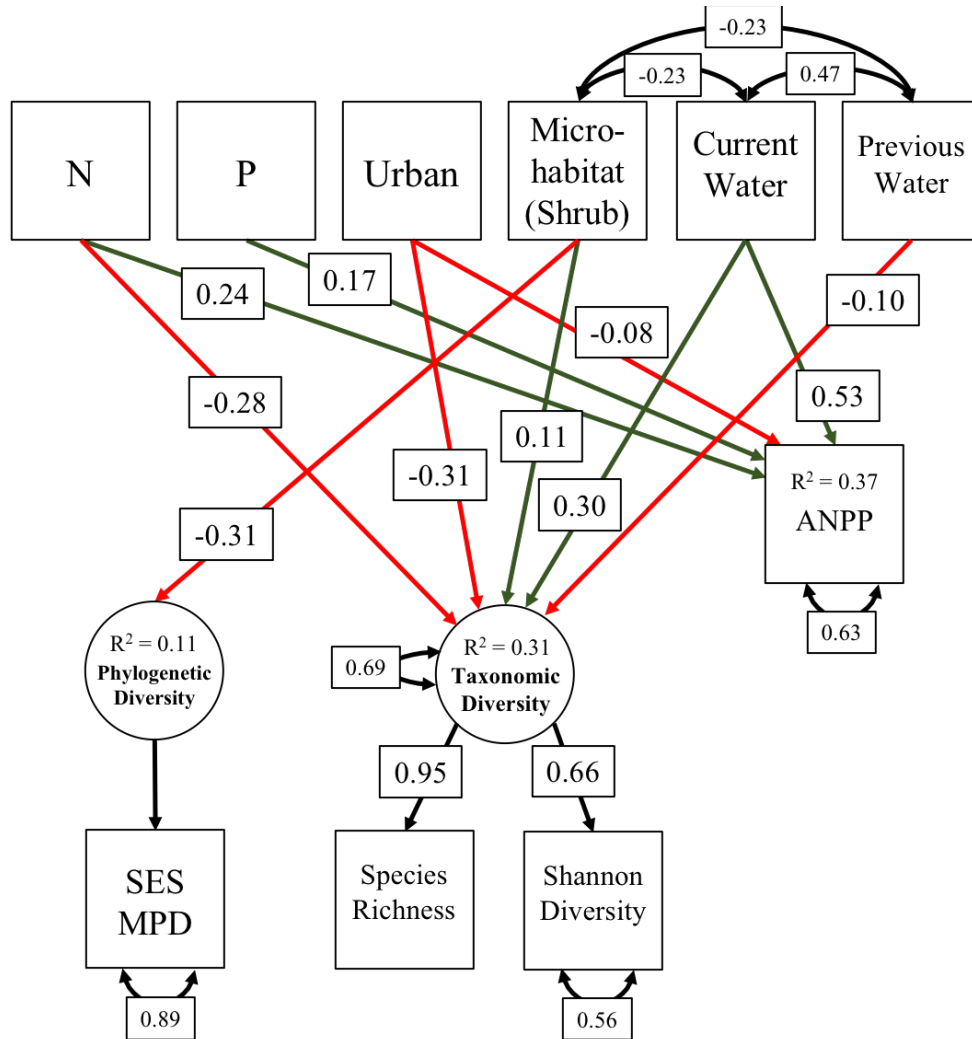 -0.23
-0.23
0.47
N
P
Urban
Micro-
habitat
(Shrub)
Current
Water
Previous
Water
0.24
0.17
-0.08
-0.10
-0.28
0.11
0.53
-0.31
0.30
-0.31
R² = 0.37
ANPP
0.63
R² = 0.11
Phylogenetic
Diversity
0.69
R² = 0.31
Taxonomic
Diversity
0.95
0.66
SES
MPD
Species
Richness
Shannon
Diversity
0.89
0.56